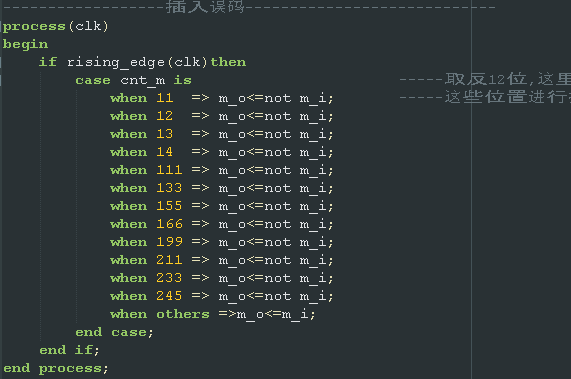 ------------------插入误码----------------------------
process(clk)
begin
    if rising_edge(clk)then
        case cnt_m is                       -----取反12位,这里
            when 11  => m_o<=not m_i;       -----这些位置进行
            when 12  => m_o<=not m_i;
            when 13  => m_o<=not m_i;
            when 14  => m_o<=not m_i;
            when 111 => m_o<=not m_i;
            when 133 => m_o<=not m_i;
            when 155 => m_o<=not m_i;
            when 166 => m_o<=not m_i;
            when 199 => m_o<=not m_i;
            when 211 => m_o<=not m_i;
            when 233 => m_o<=not m_i;
            when 245 => m_o<=not m_i;
            when others =>m_o<=m_i;
        end case;
    end if;
end process;